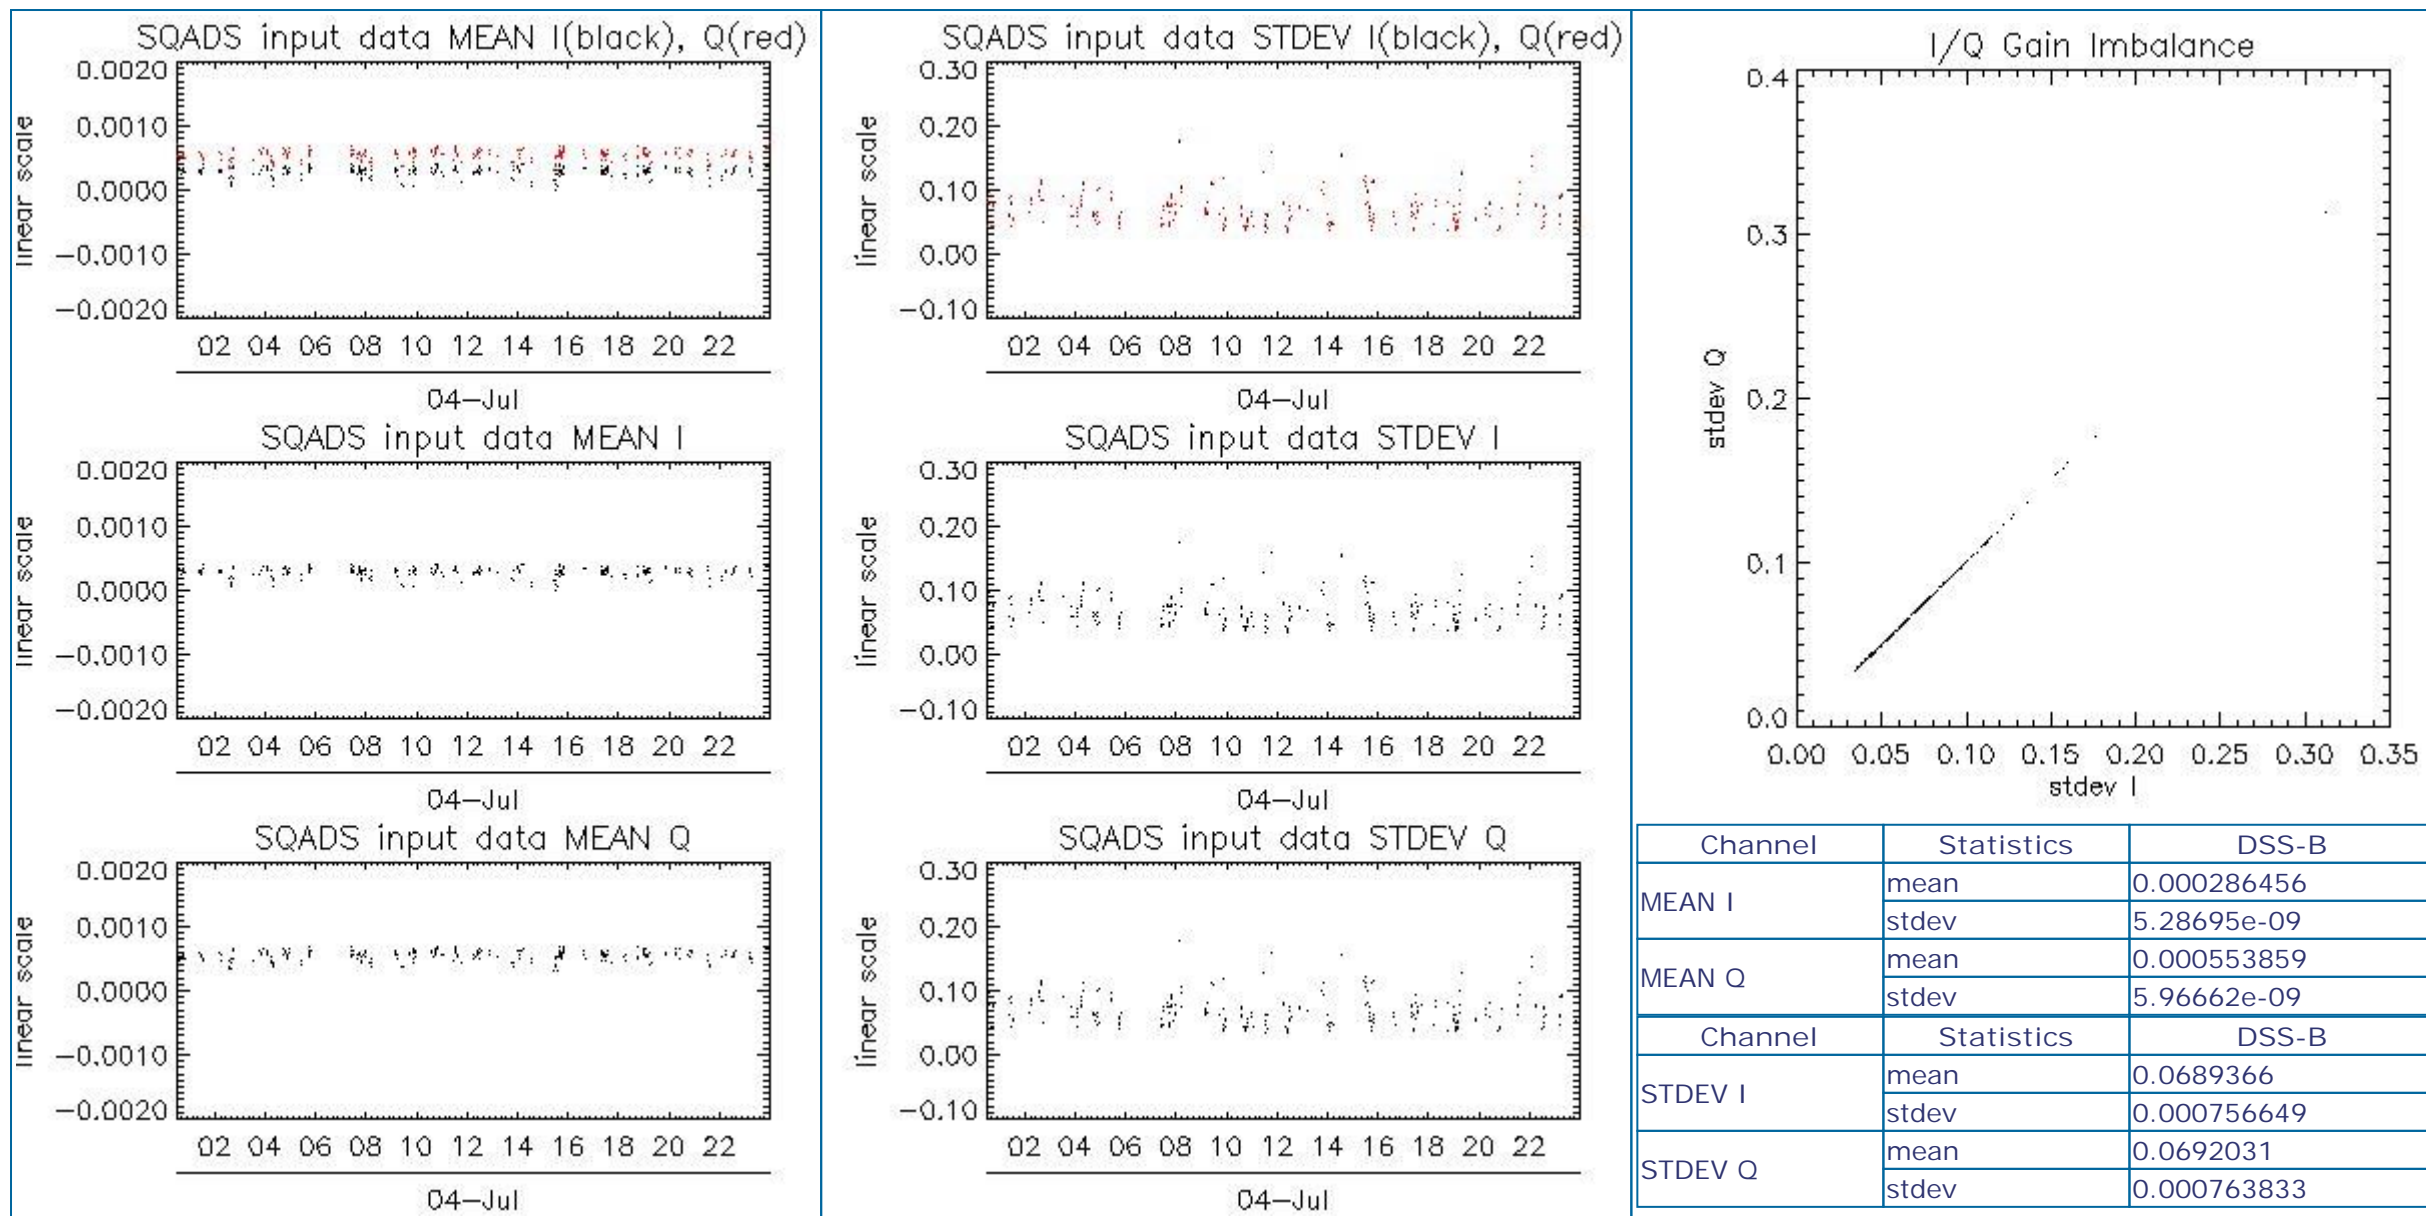 SQADS input data MEAN I(black), Q(red)
0.0020
0.0010
0.0000
−0.0010
−0.0020
linear scale
02 04 06 08 10 12 14 16 18 20 22
04−Jul
SQADS input data MEAN I
0.0020
0.0010
0.0000
−0.0010
−0.0020
linear scale
02 04 06 08 10 12 14 16 18 20 22
04−Jul
SQADS input data MEAN Q
0.0020
0.0010
0.0000
−0.0010
−0.0020
linear scale
02 04 06 08 10 12 14 16 18 20 22
04−Jul
SQADS input data STDEV I(black), Q(red)
0.30
0.20
0.10
0.00
−0.10
linear scale
02 04 06 08 10 12 14 16 18 20 22
04−Jul
SQADS input data STDEV I
0.30
0.20
0.10
0.00
−0.10
linear scale
02 04 06 08 10 12 14 16 18 20 22
04−Jul
SQADS input data STDEV Q
0.30
0.20
0.10
0.00
−0.10
linear scale
02 04 06 08 10 12 14 16 18 20 22
04−Jul
I/Q Gain Imbalance
0.4
0.3
0.2
0.1
0.0
stdev Q
0.00 0.05 0.10 0.15 0.20 0.25 0.30 0.35
stdev I
Channel Statistics DSS-B
MEAN I mean 0.000286456
stdev 5.28695e-09
MEAN Q mean 0.000553859
stdev 5.96662e-09
Channel Statistics DSS-B
STDEV I mean 0.0689366
stdev 0.000756649
STDEV Q mean 0.0692031
stdev 0.000763833